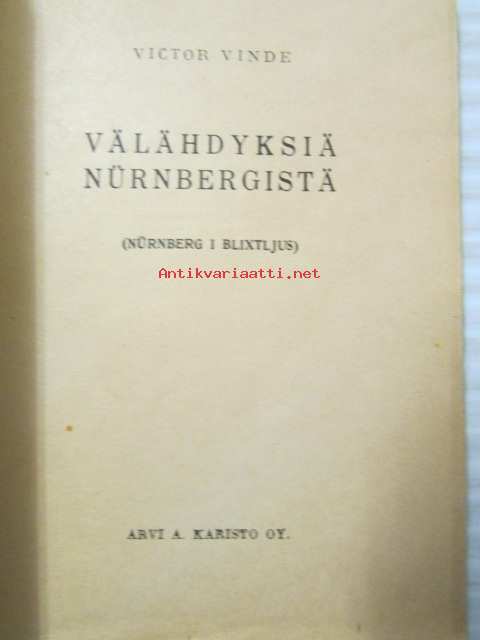 VICTOR VINDE
VÄLÄHDYKSIÄ
NÜRNBERGISTÄ
(NÜRNBERG I BLIXTLJUS)
Antikvariaatti.net
ARVI A. KARISTO OY.